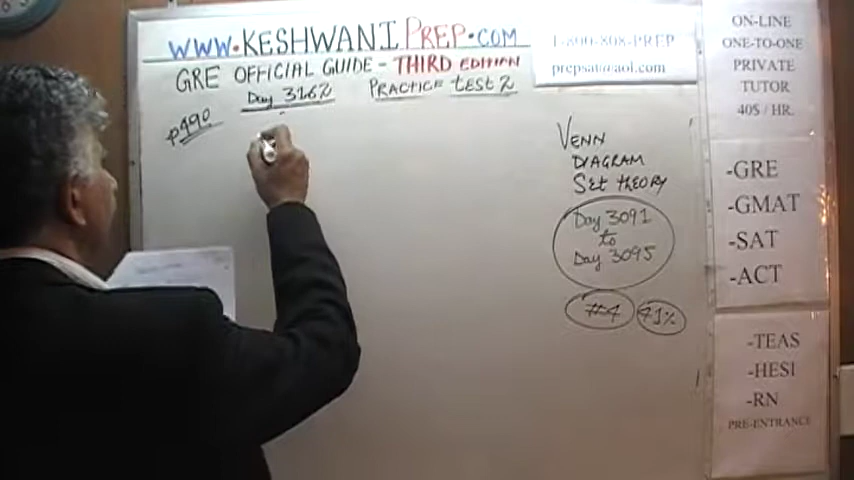 WWW.KESHWANIPREP.COM
GRE OFFICIAL GUIDE - THIRD EDITION
Day 3162 PRACTICE test 2
p490
1-800-808-PREP
prepsat@aol.com
VENN
DIAGRAM
Set theory
Day 3091
to
Day 3095
#4 41%
ON-LINE
ONE-TO-ONE
PRIVATE
TUTOR
40$ / HR.
-GRE
-GMAT
-SAT
-ACT
-TEAS
-HESI
-RN
PRE-ENTRANCE